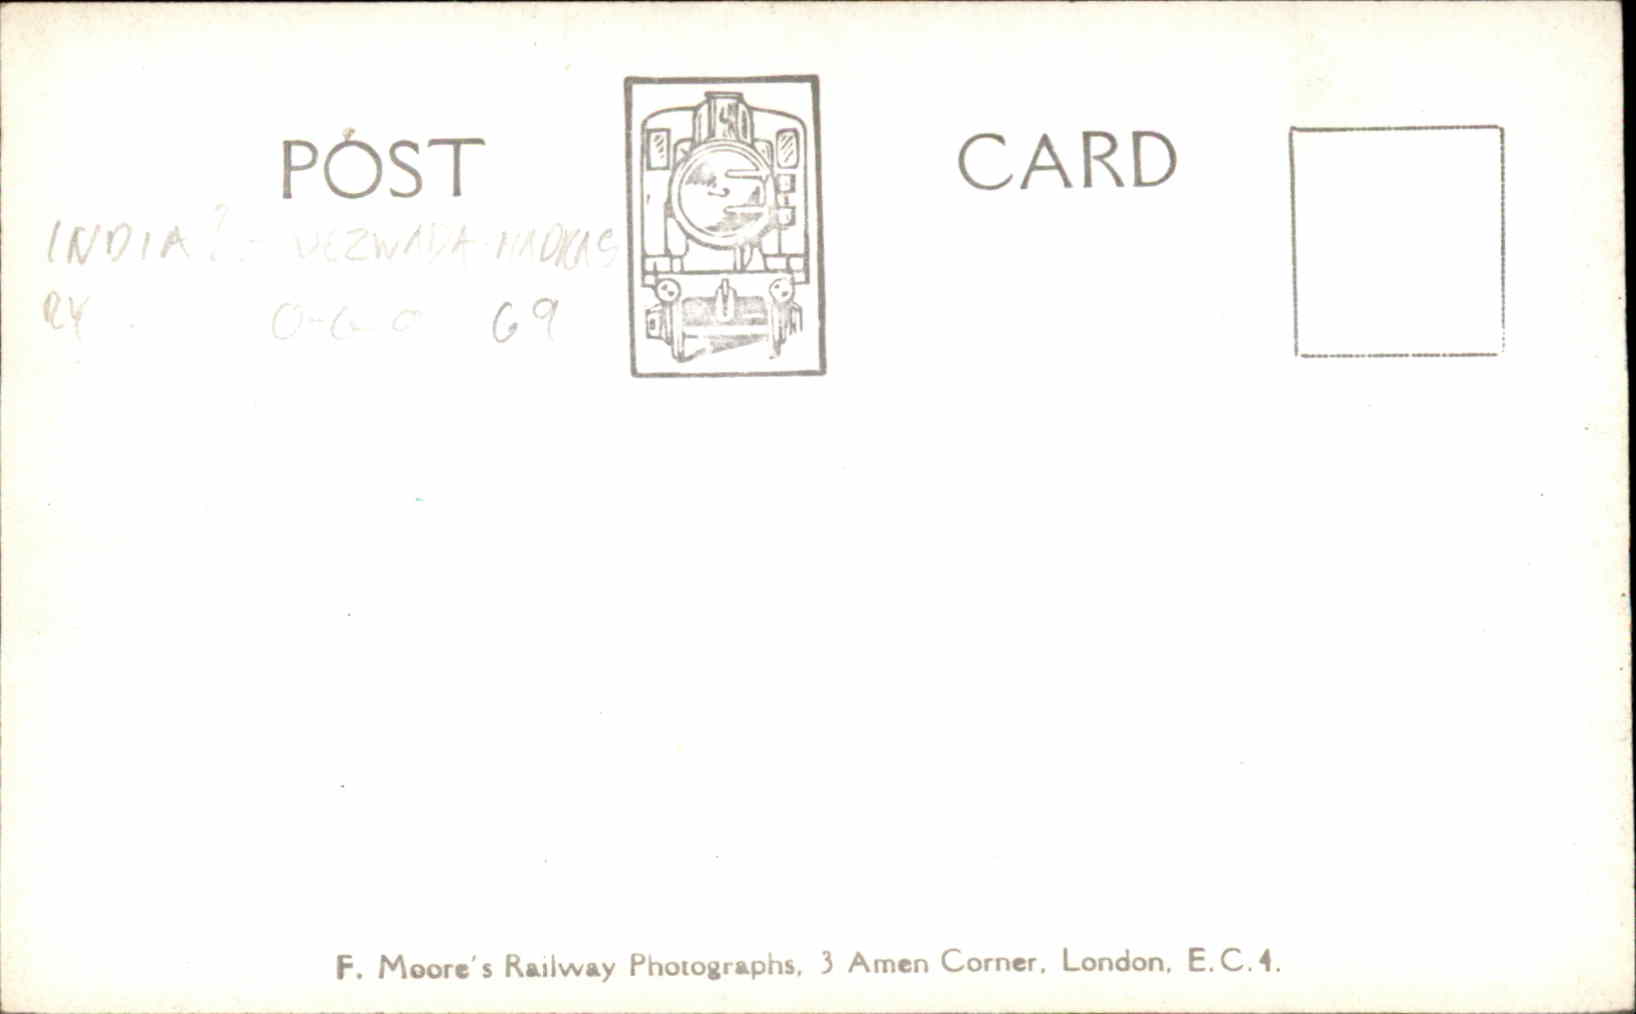 POST CARD
INDIA? - BEZWADA-MADRAS
RY. 0-6-0 69
F. Moore's Railway Photographs, 3 Amen Corner, London, E.C.4.